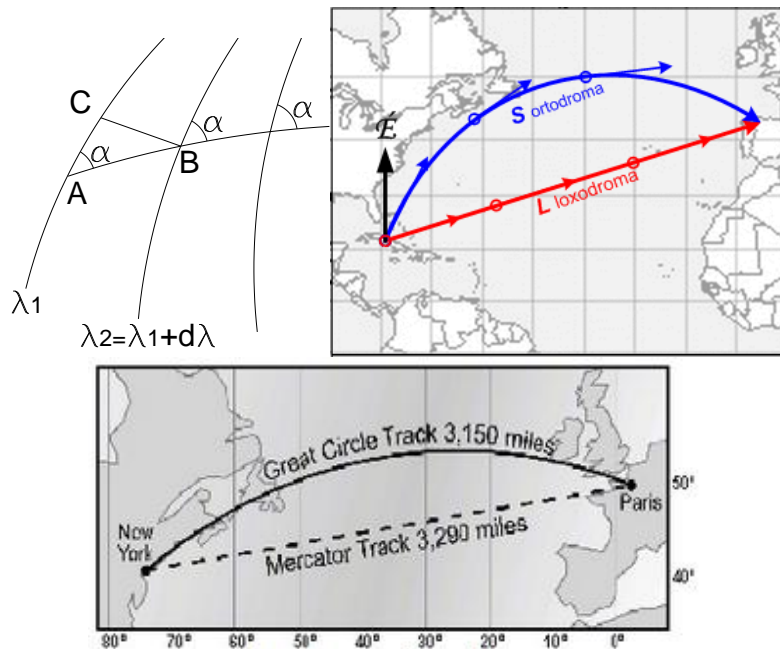 C
α
α
α
A
B
λ1
λ2=λ1+dλ
É
S ortodroma
L loxodroma
Great Circle Track 3,150 miles
Mercator Track 3,290 miles
Now
York
Paris
50°
40°
80° 70° 60° 50° 40° 30° 20° 10° 0°